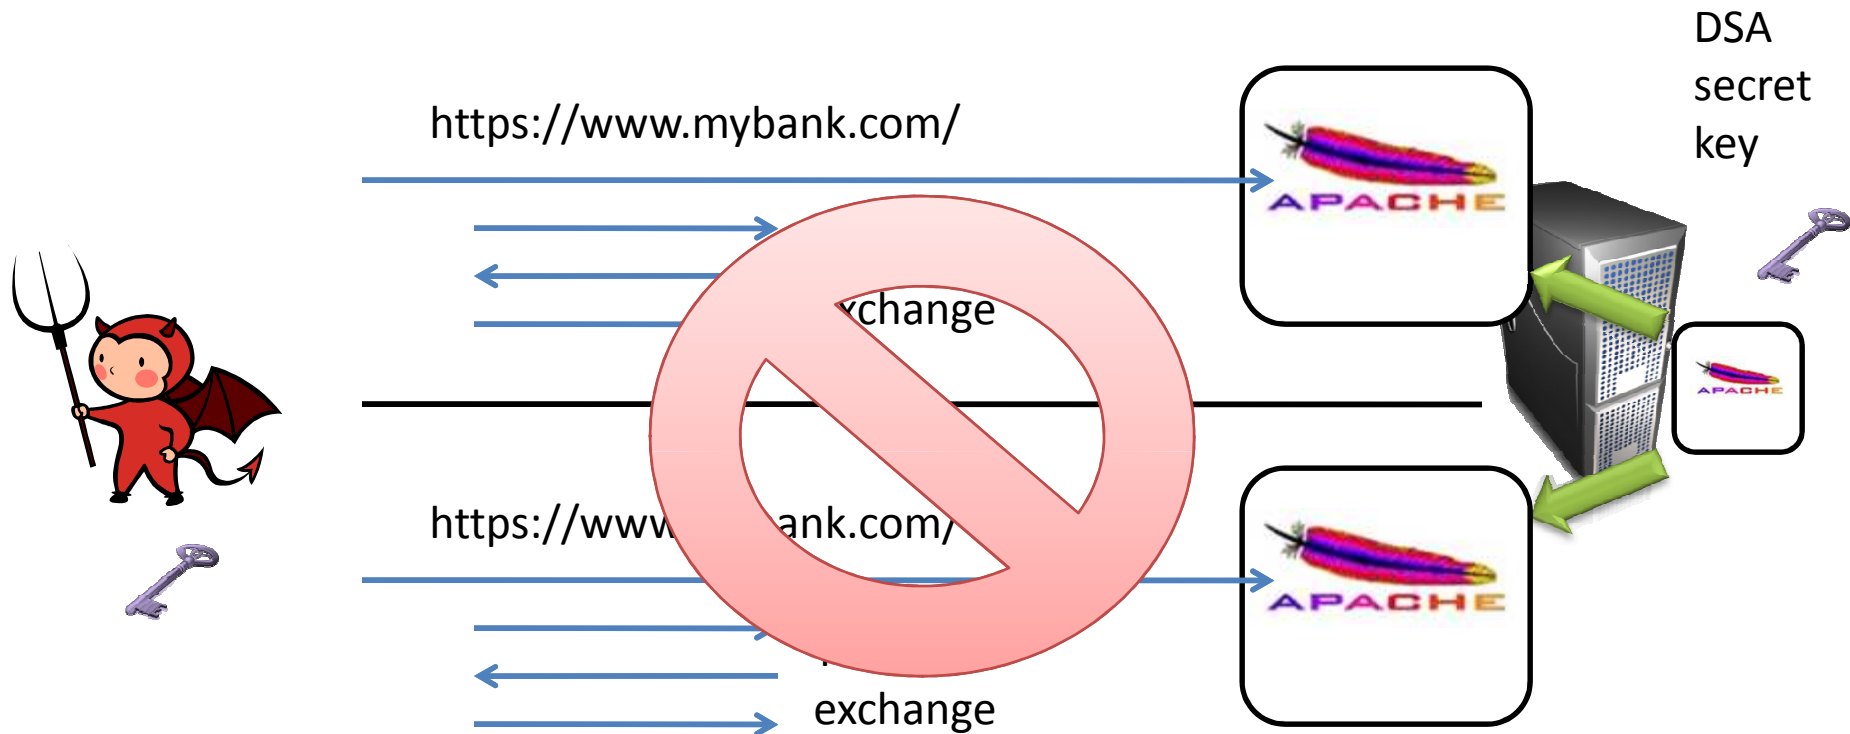 DSA
secret
key
https://www.mybank.com/
APACHE
xchange
APACHE
https://www. ank.com/
APACHE
exchange